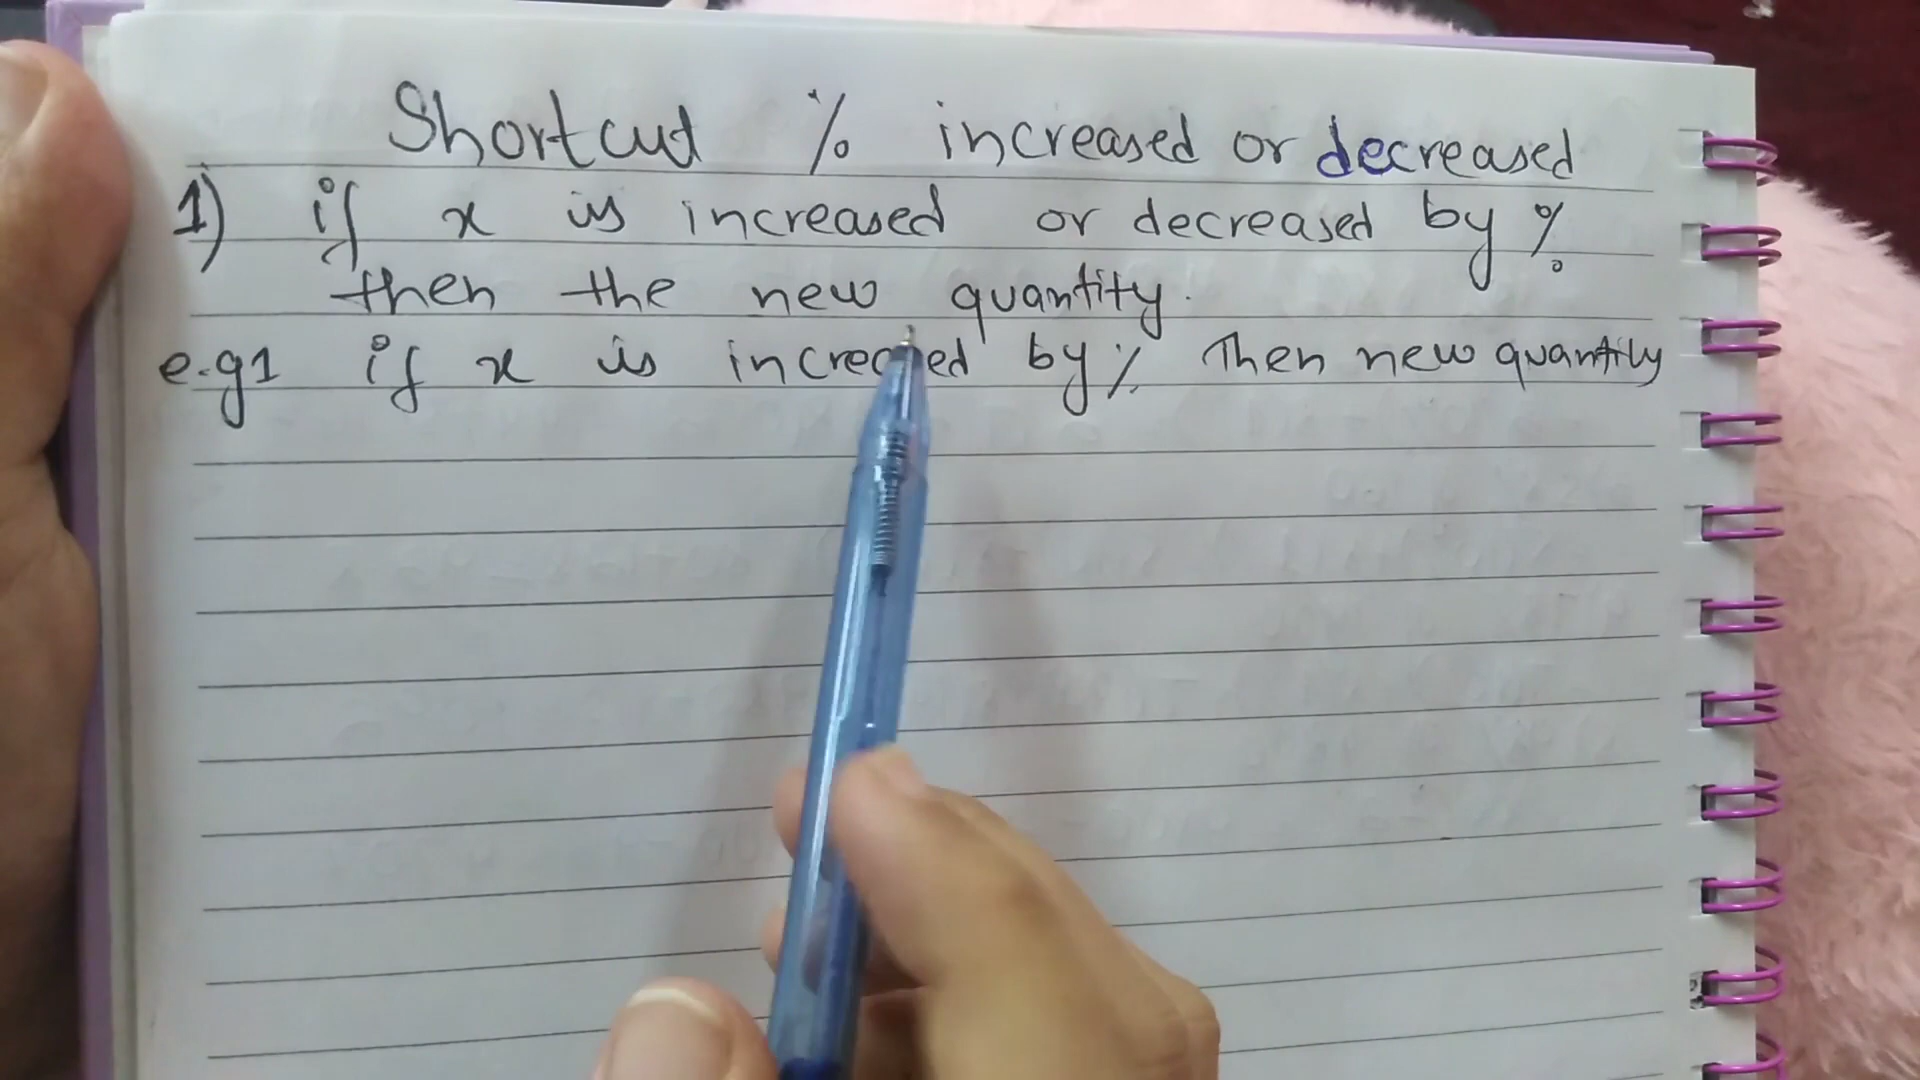 Shortcut % increased or decreased
1) if x is increased or decreased by %
then the new quantity.
e.g1 if x is increased by % Then new quantity